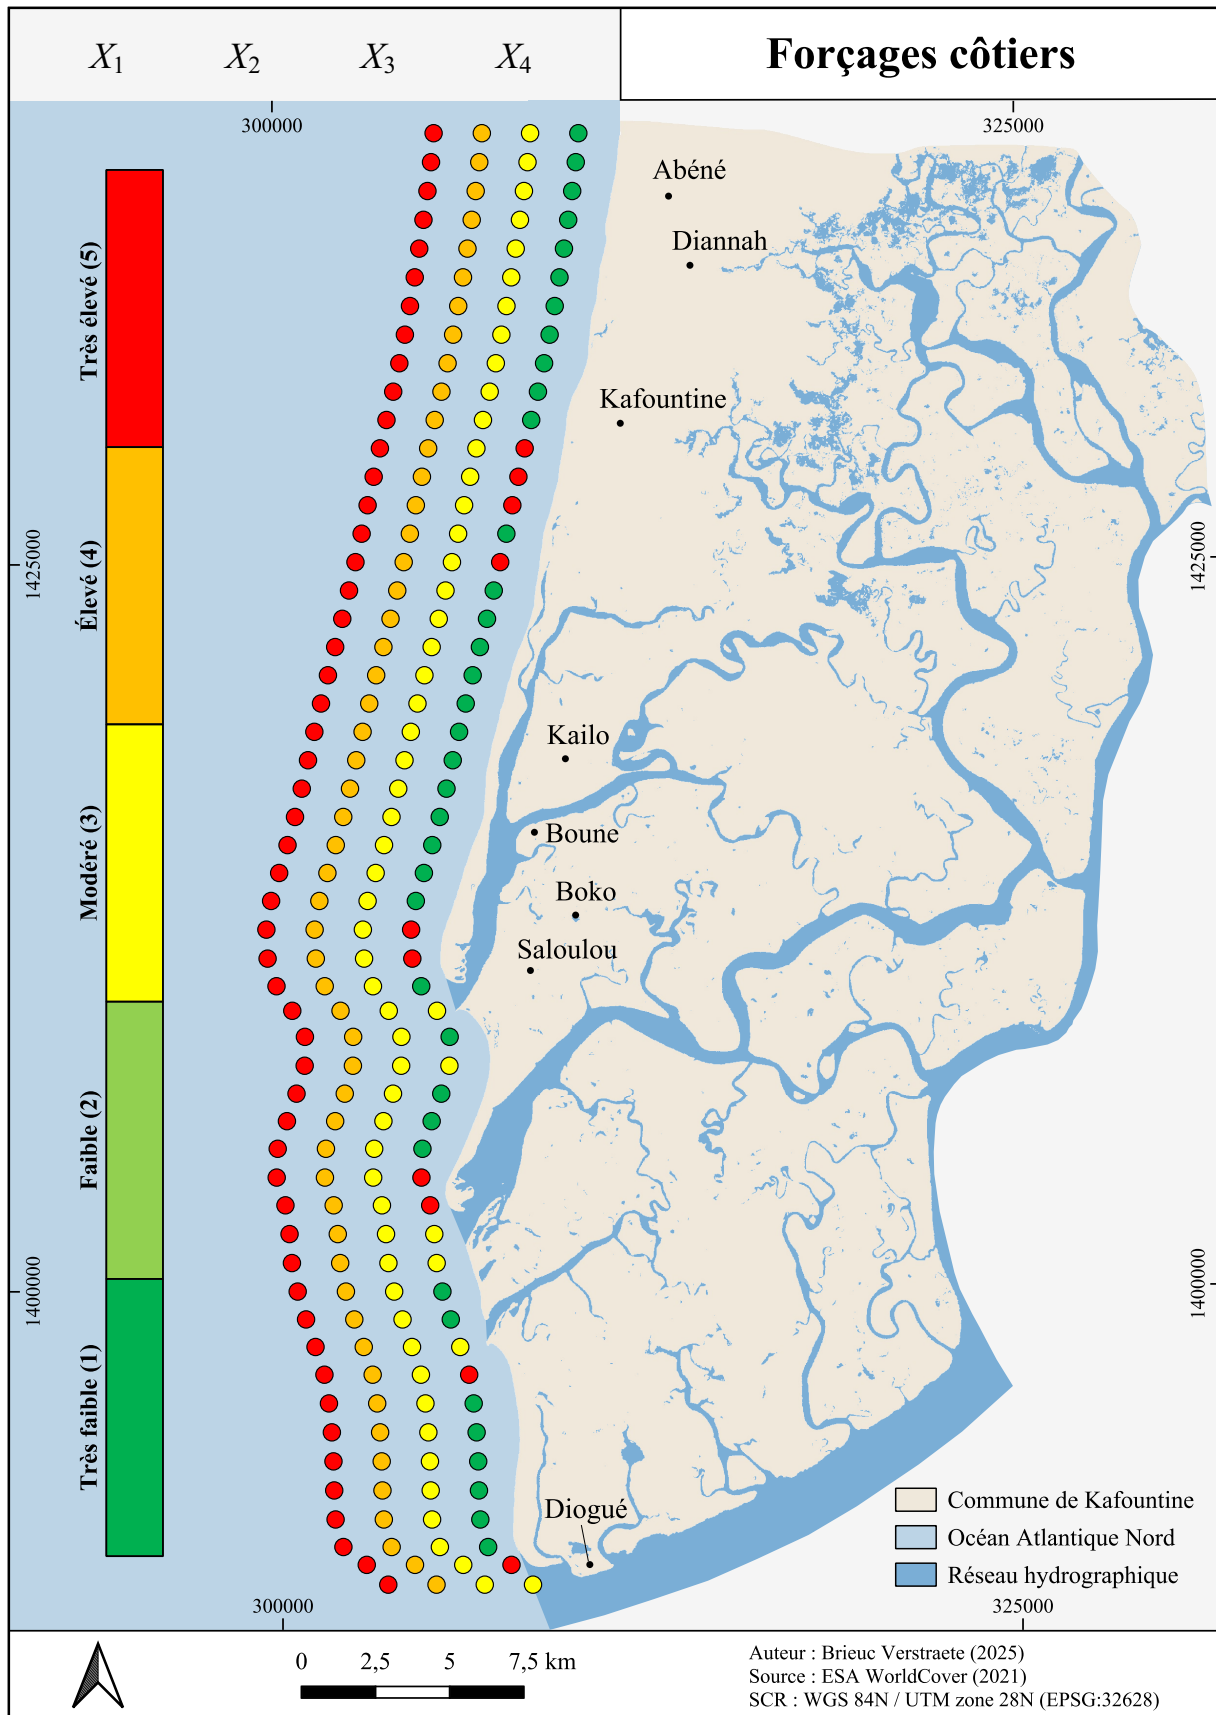 X1 X2 X3 X4
Forçages côtiers
300000
325000
Très élevé (5)
Élevé (4)
Modéré (3)
Faible (2)
Très faible (1)
1425000
1400000
Abéné
Diannah
Kafountine
Kailo
Boune
Boko
Saloulou
Diogué
1425000
1400000
Commune de Kafountine
Océan Atlantique Nord
Réseau hydrographique
300000
325000
0 2,5 5 7,5 km
Auteur : Brieuc Verstraete (2025)
Source : ESA WorldCover (2021)
SCR : WGS 84N / UTM zone 28N (EPSG:32628)